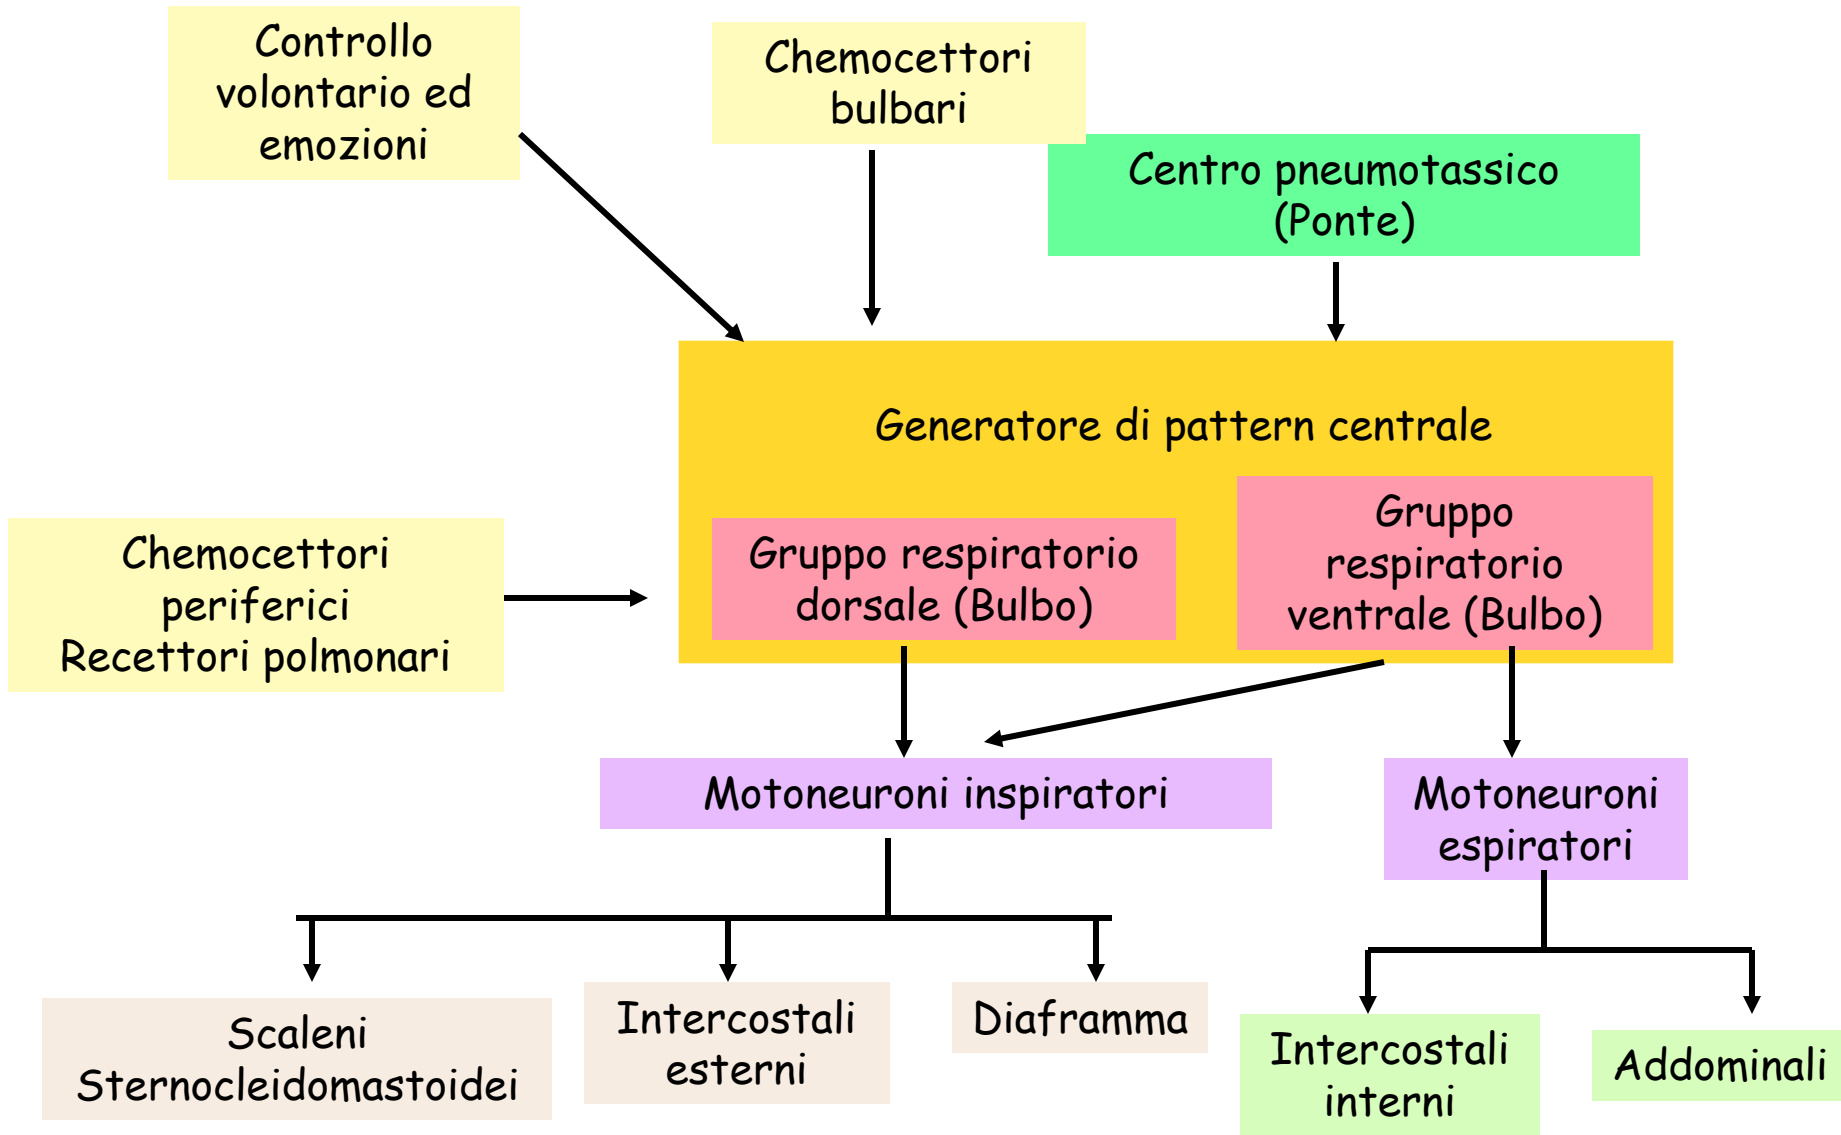 Controllo
volontario ed
emozioni
Chemocettori
bulbari
Centro pneumotassico
(Ponte)
Generatore di pattern centrale
Chemocettori
periferici
Recettori polmonari
Gruppo respiratorio
dorsale (Bulbo)
Gruppo
respiratorio
ventrale (Bulbo)
Motoneuroni inspiratori
Motoneuroni
espiratori
Scaleni
Sternocleidomastoidei
Intercostali
esterni
Diaframma
Intercostali
interni
Addominali